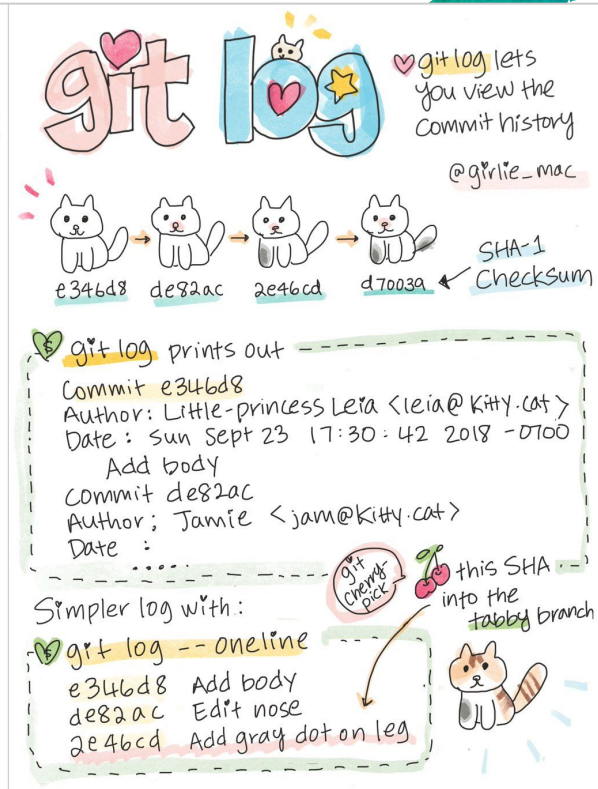 git log
git log lets
you view the
commit history
@girlie_mac
e346d8 de82ac 2e46cd d7003a
SHA-1
Checksum
$ git log prints out
Commit e346d8
Author: Little-princess Leia <leia@kitty.cat>
Date : Sun Sept 23 17:30:42 2018 -0700
Add body
commit de82ac
Author; Jamie <jam@kitty.cat>
Date :
.....
git
cherry-
pick
this SHA
into the
tabby branch
Simpler log with:
$ git log --oneline
e346d8 Add body
de82ac Edit nose
2e46cd Add gray dot on leg